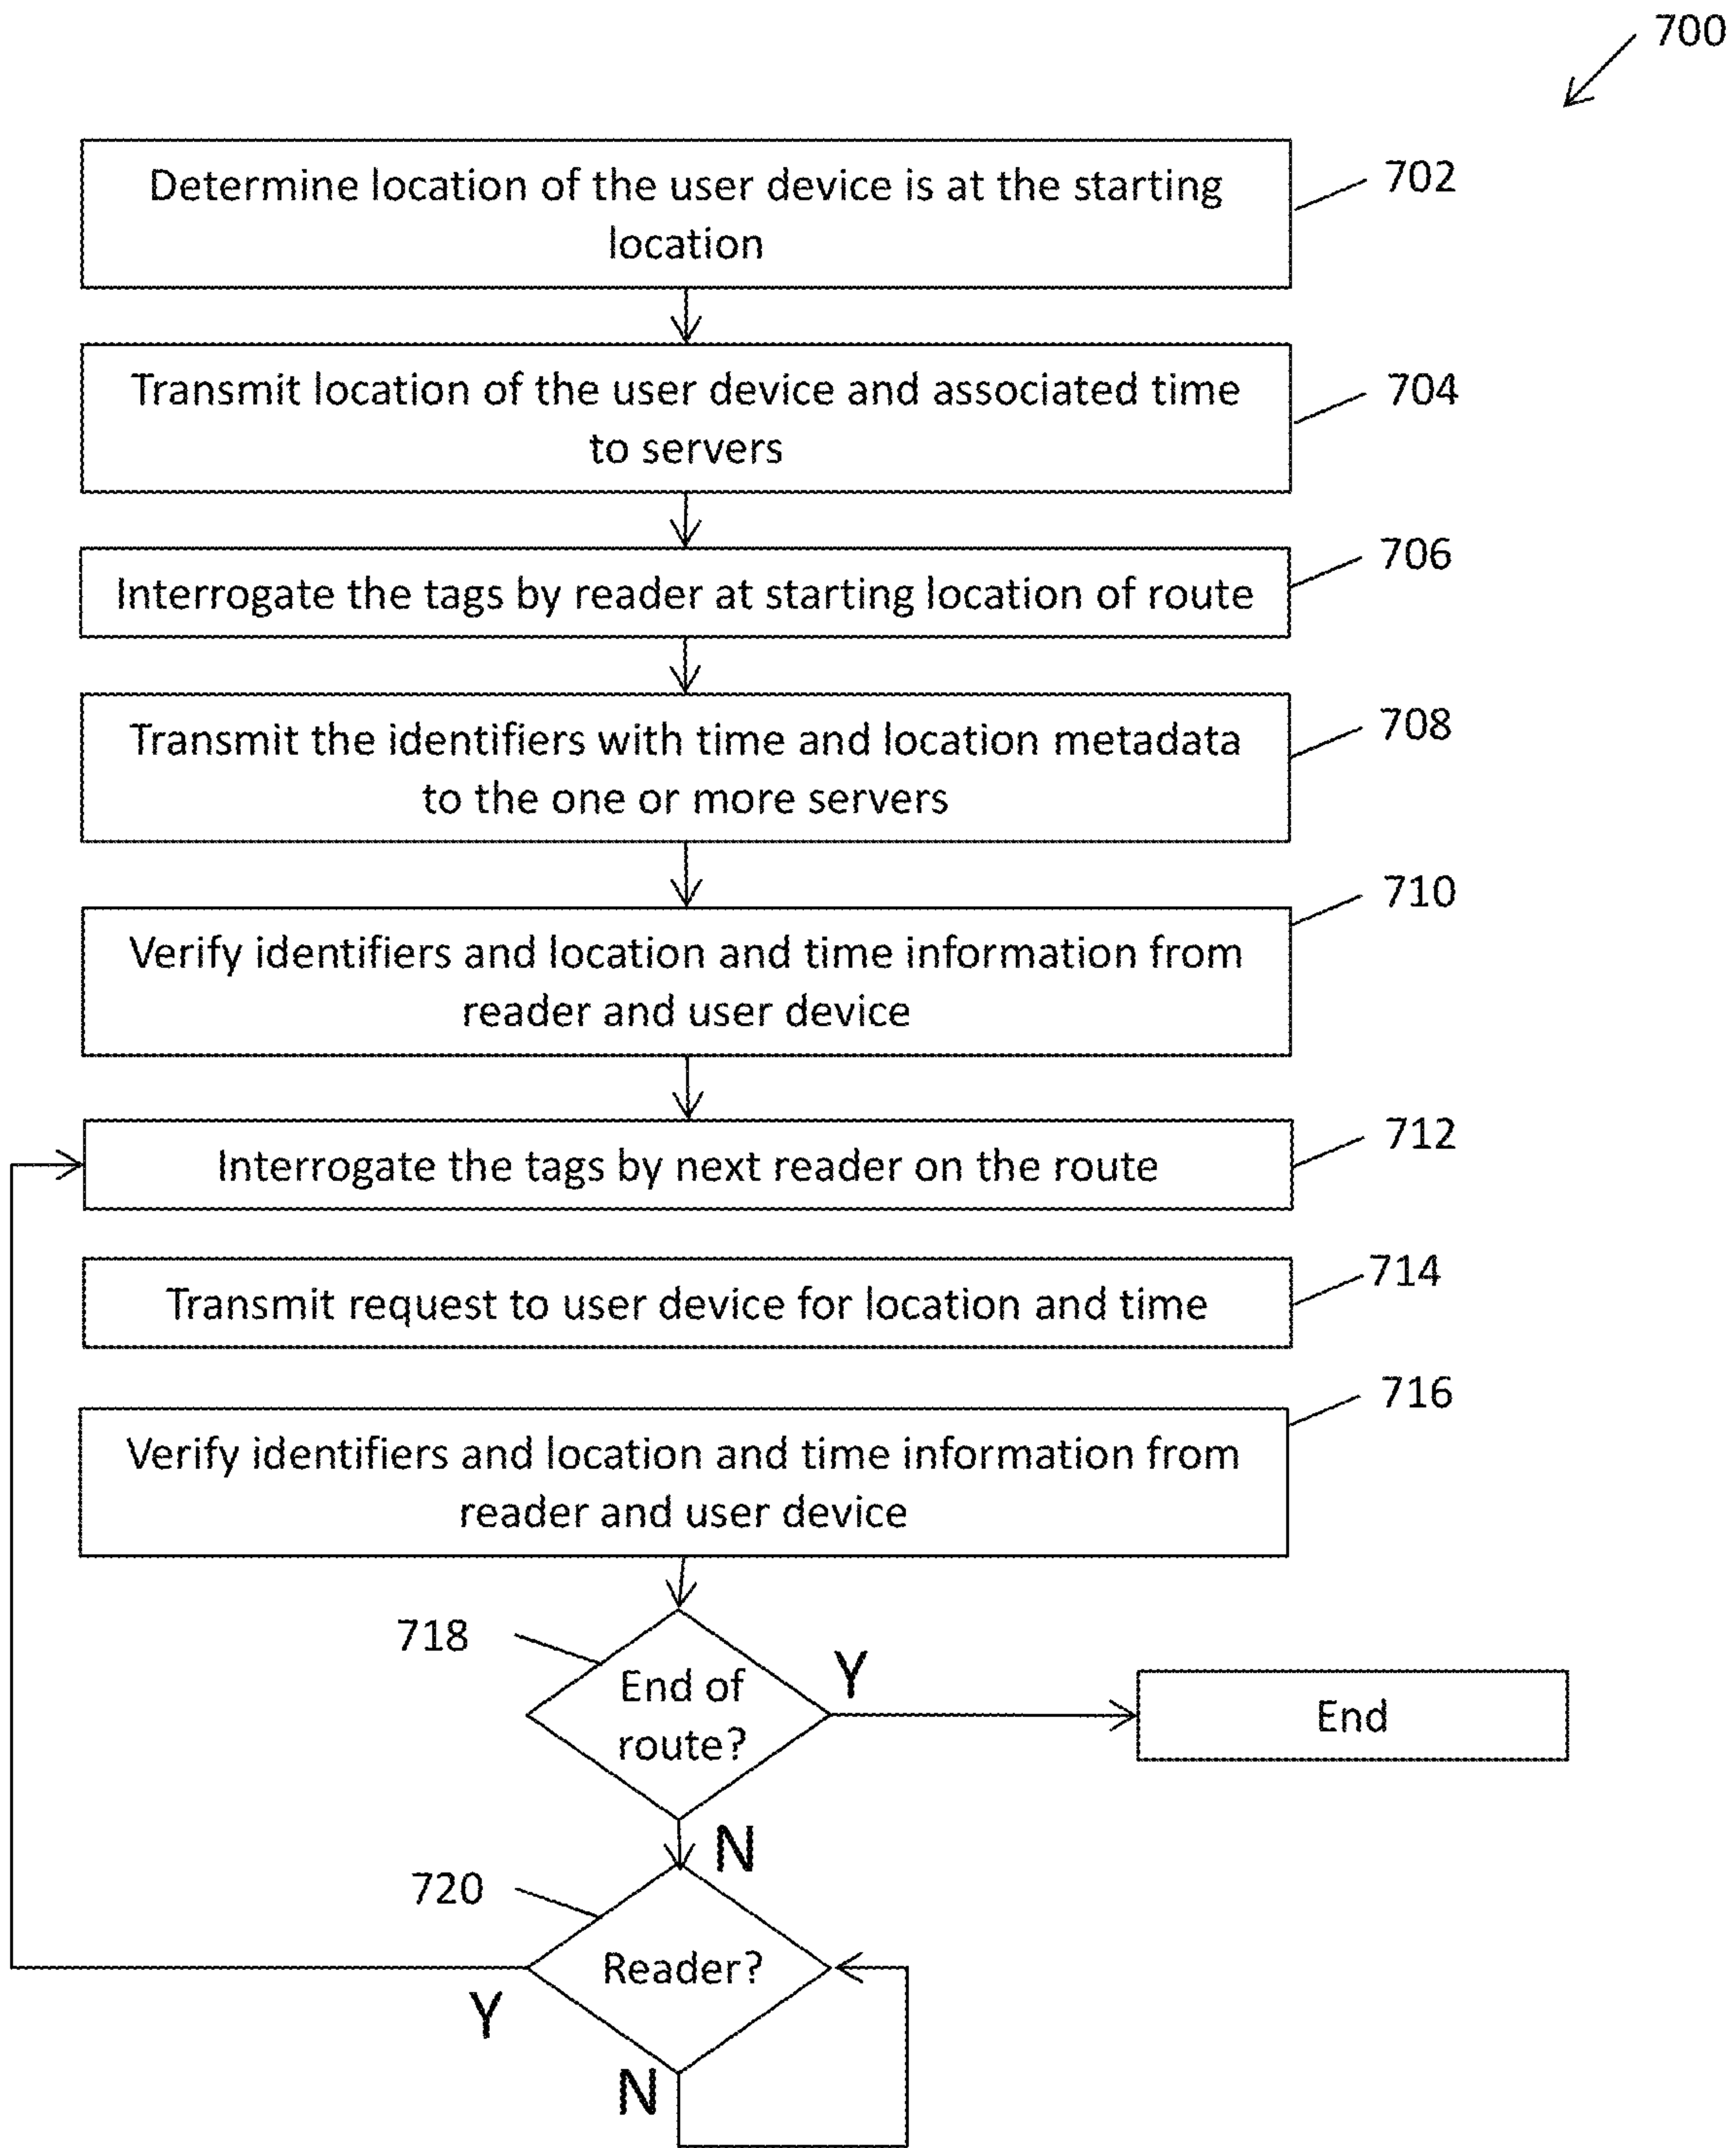 700
Determine location of the user device is at the starting
location
702
Transmit location of the user device and associated time
to servers
704
Interrogate the tags by reader at starting location of route
706
Transmit the identifiers with time and location metadata
to the one or more servers
708
Verify identifiers and location and time information from
reader and user device
710
Interrogate the tags by next reader on the route
712
Transmit request to user device for location and time
714
Verify identifiers and location and time information from
reader and user device
716
718
End of
route?
Y
End
N
720
Reader?
Y
N